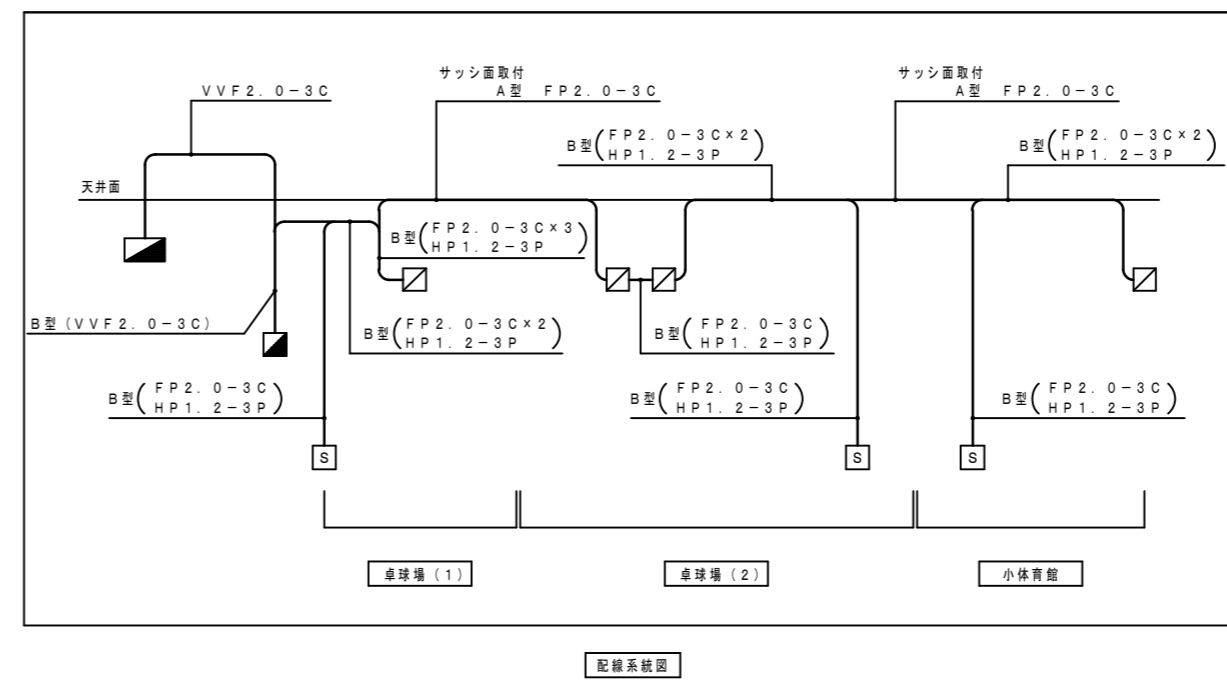 サッシ面取付
A型 FP2.0-3C
サッシ面取付
A型 FP2.0-3C
VVF2.0-3C
B型(FP2.0-3C×2
HP1.2-3P)
B型(FP2.0-3C×2
HP1.2-3P)
天井面
B型(FP2.0-3C×3
HP1.2-3P)
B型(VVF2.0-3C)
B型(FP2.0-3C×2
HP1.2-3P)
B型(FP2.0-3C
HP1.2-3P)
B型(FP2.0-3C
HP1.2-3P)
B型(FP2.0-3C
HP1.2-3P)
B型(FP2.0-3C
HP1.2-3P)
S
S
S
卓球場(1)
卓球場(2)
小体育館
配線系統図